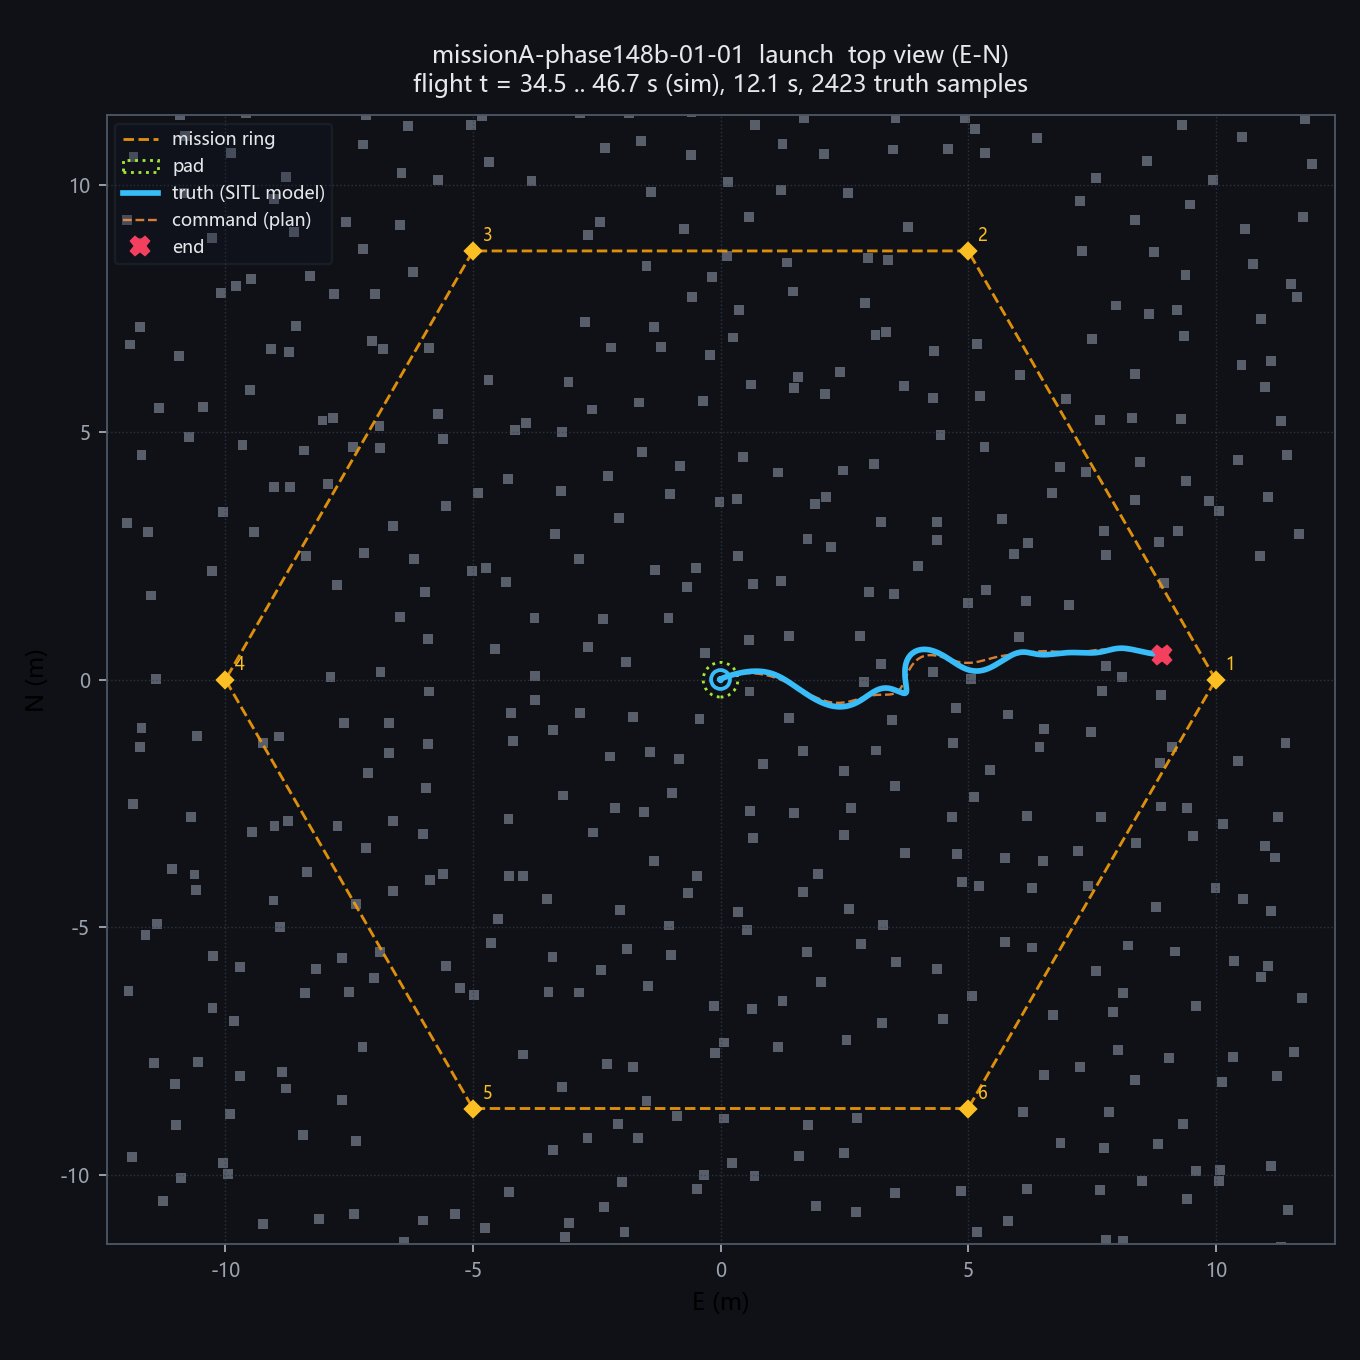 missionA-phase148b-01-01  launch  top view (E-N)
flight t = 34.5 .. 46.7 s (sim), 12.1 s, 2423 truth samples
mission ring
pad
truth (SITL model)
command (plan)
end
10
5
0
-5
-10
N (m)
3
2
4
1
5
6
-10
-5
0
5
10
E (m)